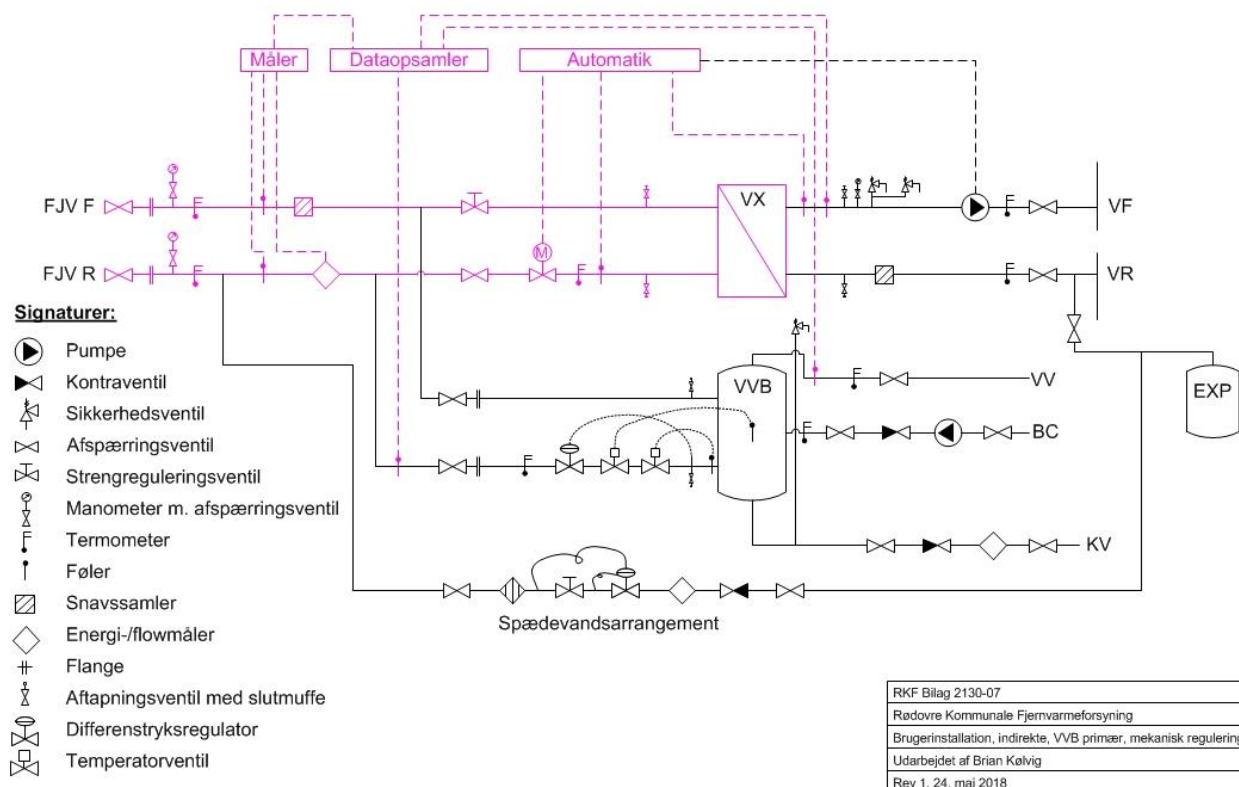 Måler
Dataopsamler
Automatik
FJV F
F
VX
F
VF
FJV R
F
M
F
F
VR
Signaturer:
Pumpe
Kontraventil
Sikkerhedsventil
Afspærringsventil
Strengreguleringsventil
Manometer m. afspærringsventil
Termometer
Føler
Snavssamler
Energi-/flowmåler
Flange
Aftapningsventil med slutmuffe
Differenstryksregulator
Temperatorventil
VVB
F
VV
EXP
F
BC
F
KV
Spædevandsarrangement
RKF Bilag 2130-07
Rødovre Kommunale Fjernvarmeforsyning
Brugerinstallation, indirekte, VVB primær, mekanisk regulering
Udarbejdet af Brian Kølvig
Rev 1, 24. maj 2018